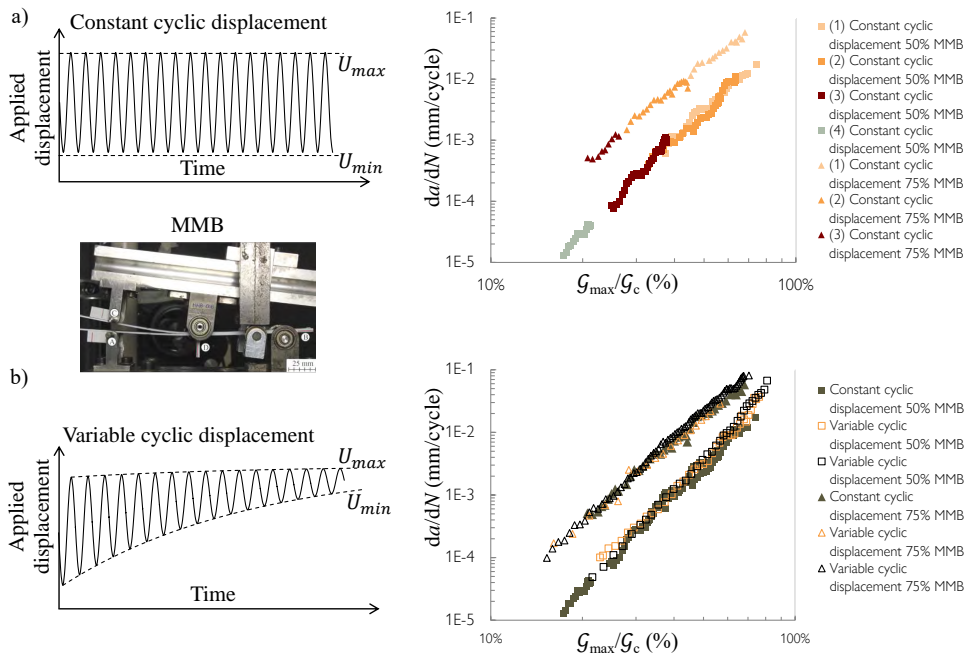 a)
Constant cyclic displacement
Applied
displacement
U_max
U_min
Time
MMB
C
A
D
B
25 mm
da/dN (mm/cycle)
1E-1
1E-2
1E-3
1E-4
1E-5
10%
100%
𝒢max/𝒢c (%)
(1) Constant cyclic
displacement 50% MMB
(2) Constant cyclic
displacement 50% MMB
(3) Constant cyclic
displacement 50% MMB
(4) Constant cyclic
displacement 50% MMB
(1) Constant cyclic
displacement 75% MMB
(2) Constant cyclic
displacement 75% MMB
(3) Constant cyclic
displacement 75% MMB
b)
Variable cyclic displacement
Applied
displacement
U_max
U_min
Time
da/dN (mm/cycle)
1E-1
1E-2
1E-3
1E-4
1E-5
10%
100%
𝒢max/𝒢c (%)
Constant cyclic
displacement 50% MMB
Variable cyclic
displacement 50% MMB
Variable cyclic
displacement 50% MMB
Constant cyclic
displacement 75% MMB
Variable cyclic
displacement 75% MMB
Variable cyclic
displacement 75% MMB